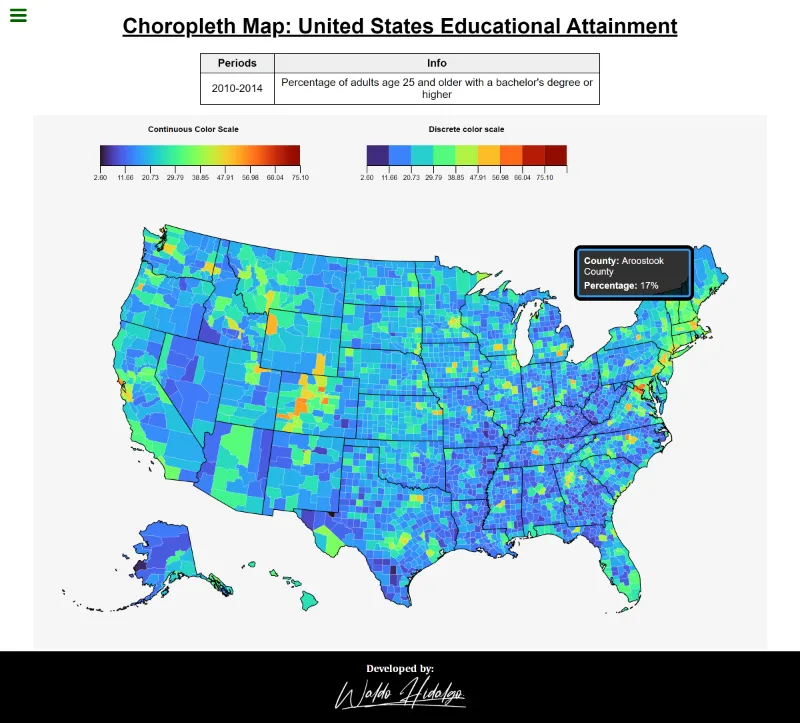 Choropleth Map: United States Educational Attainment
Periods Info
2010-2014 Percentage of adults age 25 and older with a bachelor's degree or
higher
Continuous Color Scale Discrete color scale
2.60 11.66 20.73 29.79 38.85 47.91 56.98 66.04 75.10 2.60 11.66 20.73 29.79 38.85 47.91 56.98 66.04 75.10
County: Aroostook
County
Percentage: 17%
Developed by:
Waldo Hidalgo.